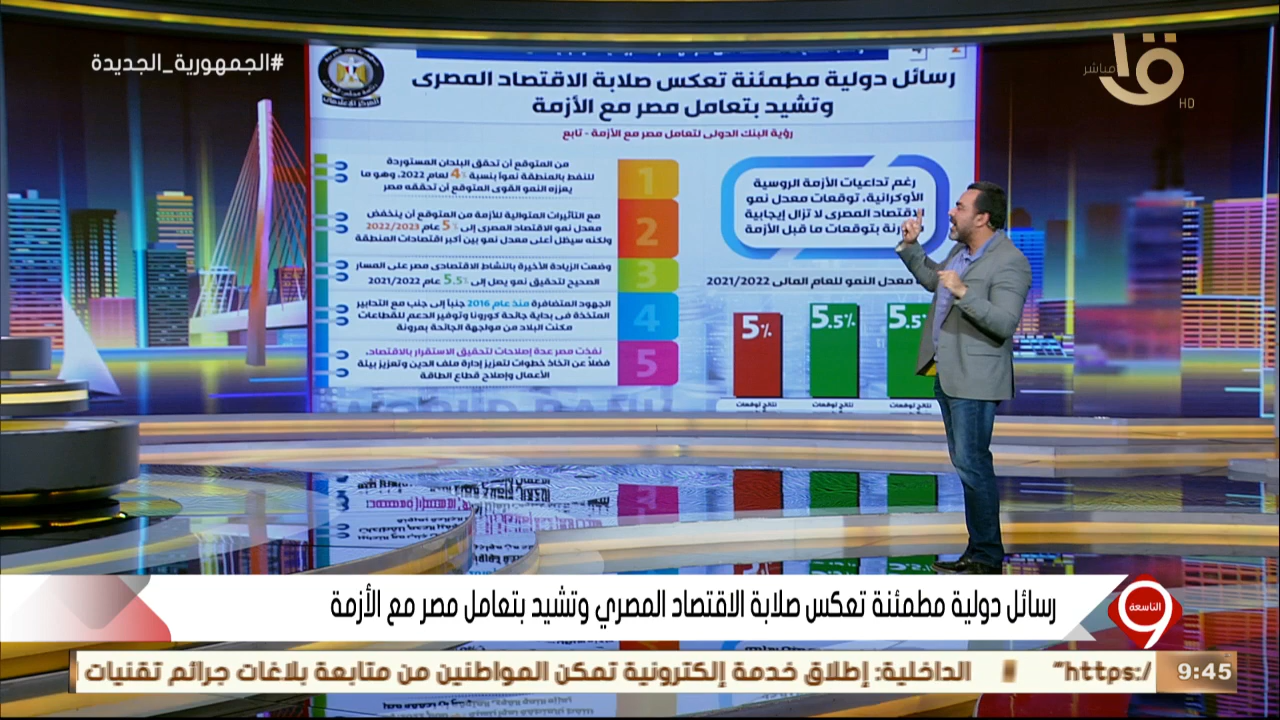 #الجمهورية_الجديدة
مباشر
HD
رسائل دولية مطمئنة تعكس صلابة الاقتصاد المصرى
وتشيد بتعامل مصر مع الأزمة
رؤية البنك الدولى لتعامل مصر مع الأزمة - تابع
رغم تداعيات الأزمة الروسية
الأوكرانية، توقعات معدل نمو
الاقتصاد المصرى لا تزال إيجابية
بتوقعات ما قبل الأزمة
معدل النمو للعام المالى 2021/2022
5.5%
5.5%
5%
نتائج توقعات
نتائج توقعات
نتائج توقعات
1
من المتوقع أن تحقق البلدان المستوردة
للنفط بالمنطقة نمواً بنسبة 4% لعام 2022، وهو ما
يعززه النمو القوى المتوقع أن تحققه مصر
2
مع التأثيرات المتوالية للأزمة من المتوقع أن ينخفض
معدل نمو الاقتصاد المصرى إلى 5% عام 2022/2023
ولكنه سيظل أعلى معدل نمو بين أكبر اقتصادات المنطقة
3
وضعت الزيادة الأخيرة بالنشاط الاقتصادى مصر على المسار
الصحيح لتحقيق نمو يصل إلى 5.5% عام 2021/2022
4
الجهود المتضافرة منذ عام 2016 جنباً إلى جنب مع التدابير
المتخذة فى بداية جائحة كورونا وتوفير الدعم للقطاعات
مكنت البلاد من مواجهة الجائحة بمرونة
5
نفذت مصر عدة إصلاحات لتحقيق الاستقرار بالاقتصاد،
فضلاً عن اتخاذ خطوات لتعزيز إدارة ملف الدين وتعزيز بيئة
الأعمال وإصلاح قطاع الطاقة
WORLD BANK
التاسعة
رسائل دولية مطمئنة تعكس صلابة الاقتصاد المصري وتشيد بتعامل مصر مع الأزمة
9:45
"https:/
الداخلية: إطلاق خدمة إلكترونية تمكن المواطنين من متابعة بلاغات جرائم تقنيات